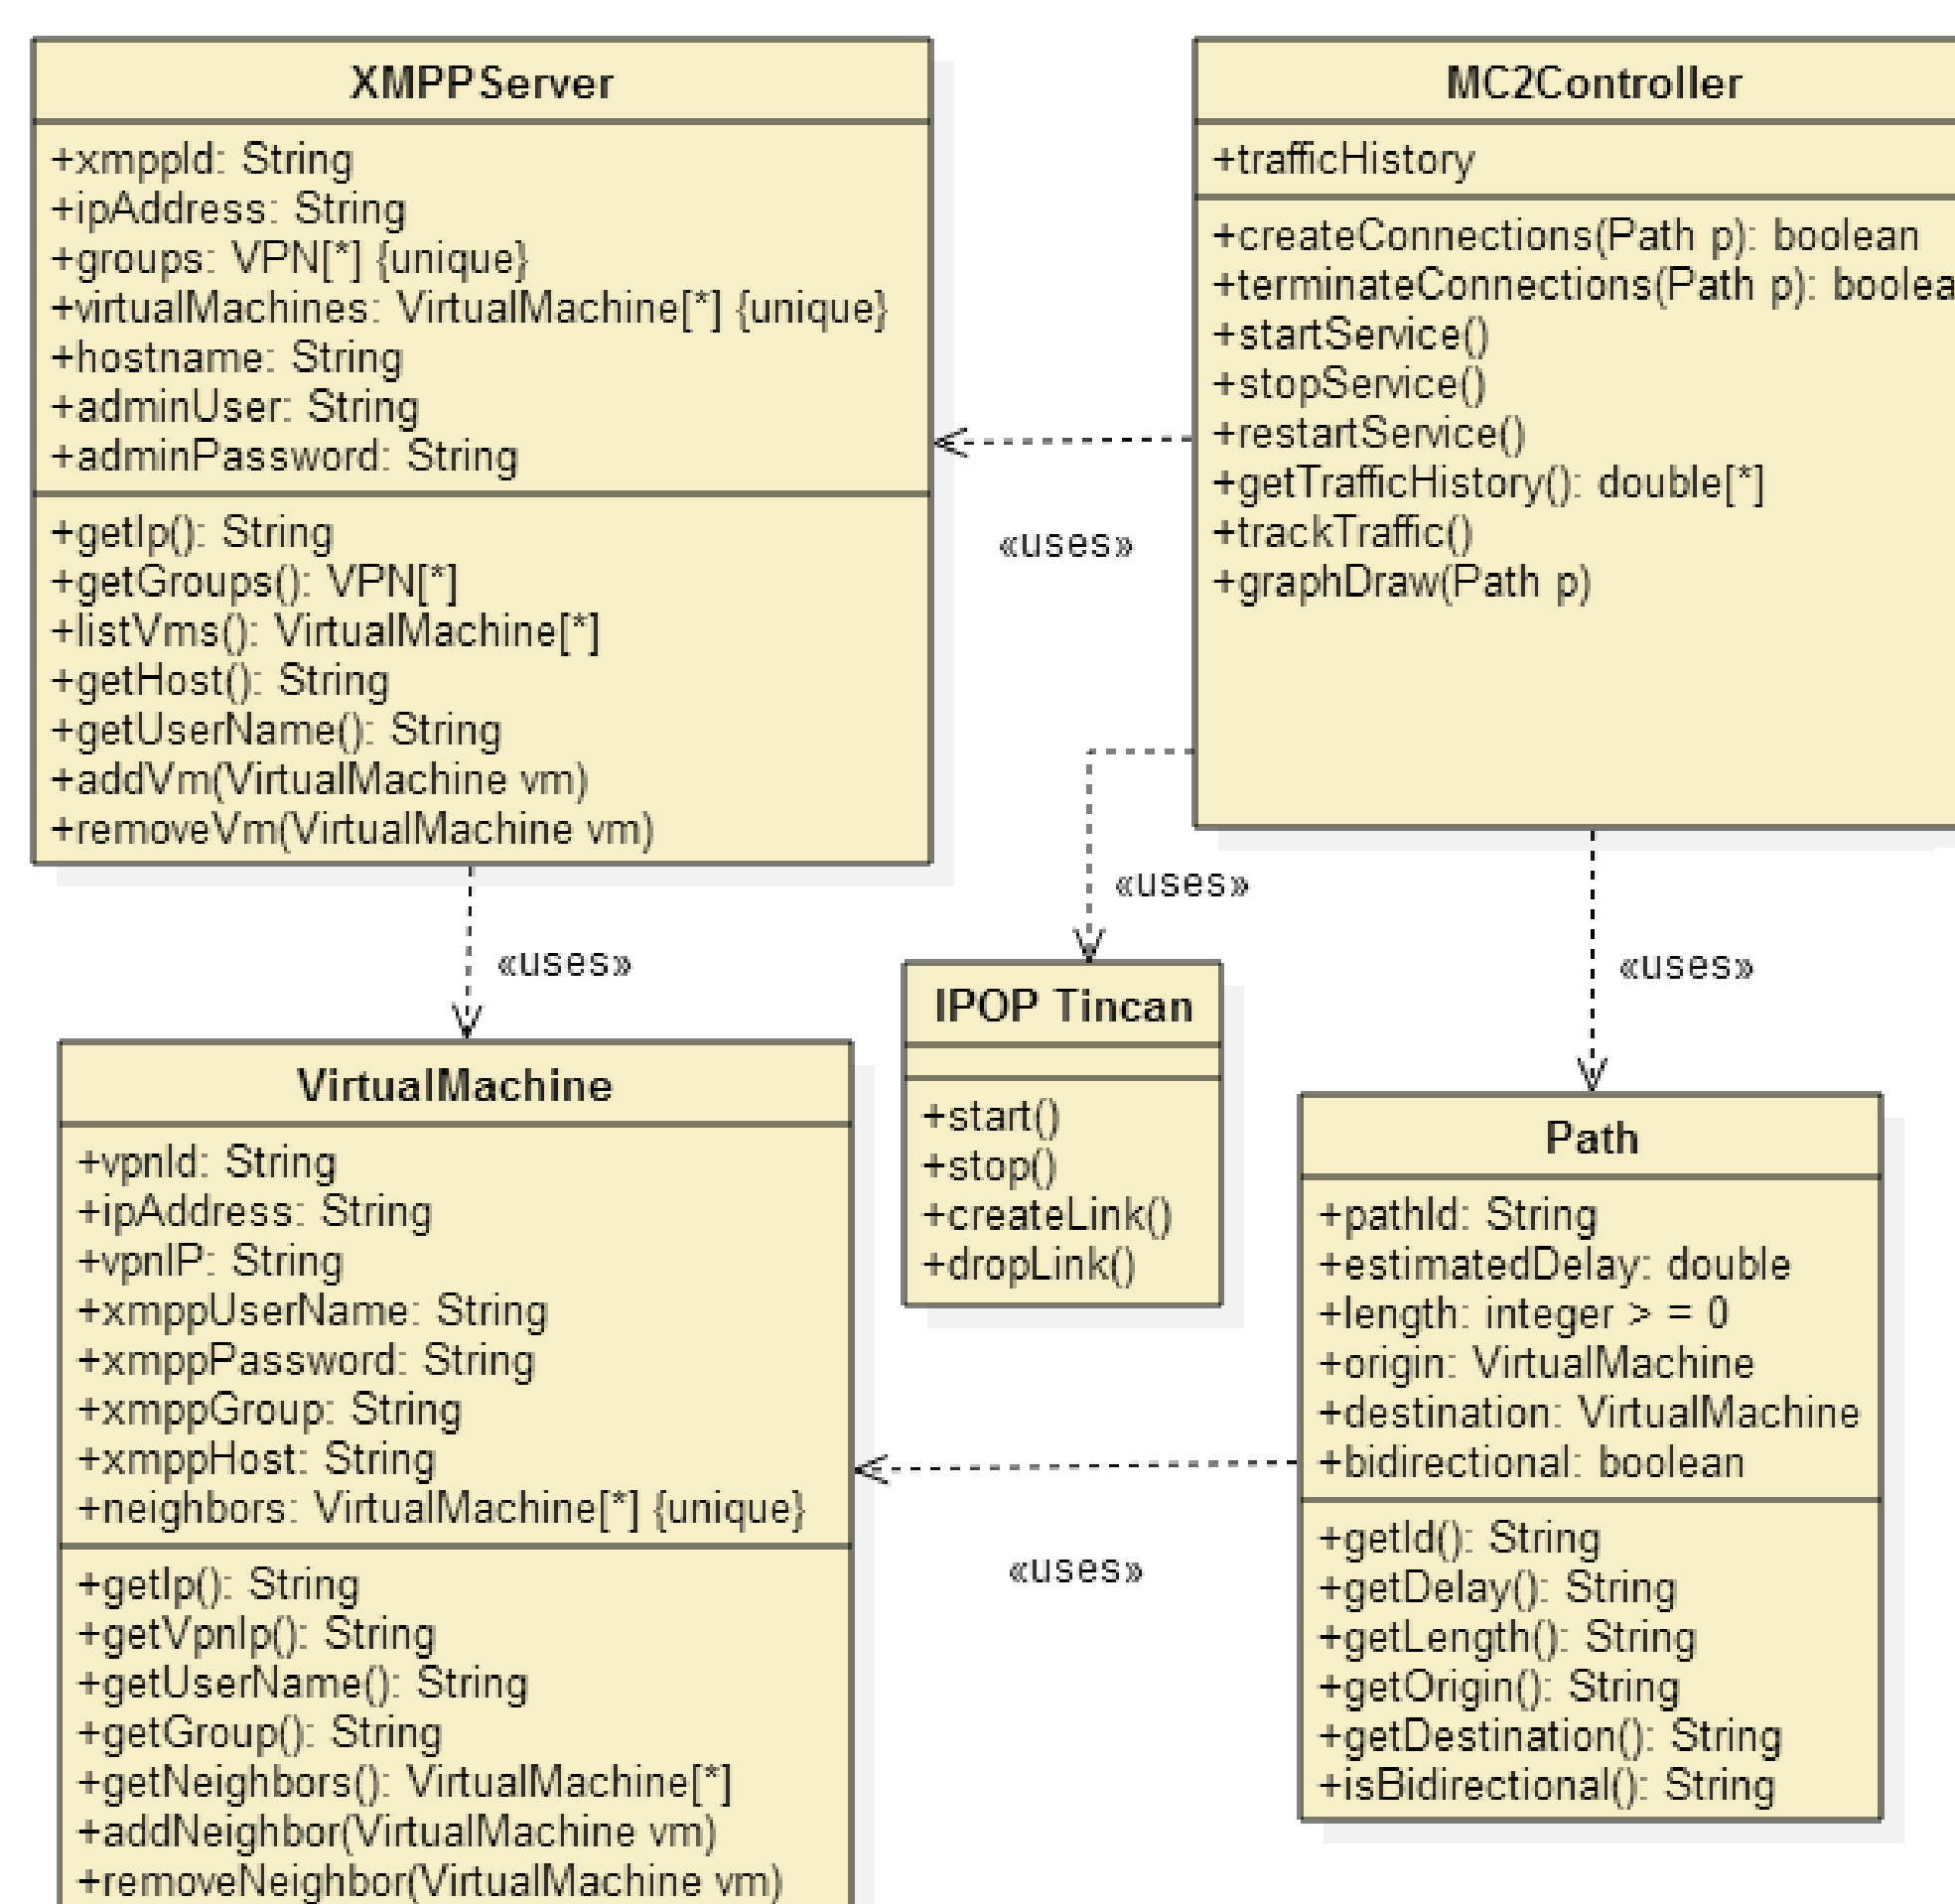 XMPPServer
+xmppId: String
+ipAddress: String
+groups: VPN[*] {unique}
+virtualMachines: VirtualMachine[*] {unique}
+hostname: String
+adminUser: String
+adminPassword: String
+getIp(): String
+getGroups(): VPN[*]
+listVms(): VirtualMachine[*]
+getHost(): String
+getUserName(): String
+addVm(VirtualMachine vm)
+removeVm(VirtualMachine vm)
«uses»
MC2Controller
+trafficHistory
+createConnections(Path p): boolean
+terminateConnections(Path p): boolea
+startService()
+stopService()
+restartService()
+getTrafficHistory(): double[*]
+trackTraffic()
+graphDraw(Path p)
«uses»
«uses»
«uses»
VirtualMachine
+vpnId: String
+ipAddress: String
+vpnIP: String
+xmppUserName: String
+xmppPassword: String
+xmppGroup: String
+xmppHost: String
+neighbors: VirtualMachine[*] {unique}
+getIp(): String
+getVpnIp(): String
+getUserName(): String
+getGroup(): String
+getNeighbors(): VirtualMachine[*]
+addNeighbor(VirtualMachine vm)
+removeNeighbor(VirtualMachine vm)
IPOP Tincan
+start()
+stop()
+createLink()
+dropLink()
«uses»
Path
+pathId: String
+estimatedDelay: double
+length: integer > = 0
+origin: VirtualMachine
+destination: VirtualMachine
+bidirectional: boolean
+getId(): String
+getDelay(): String
+getLength(): String
+getOrigin(): String
+getDestination(): String
+isBidirectional(): String